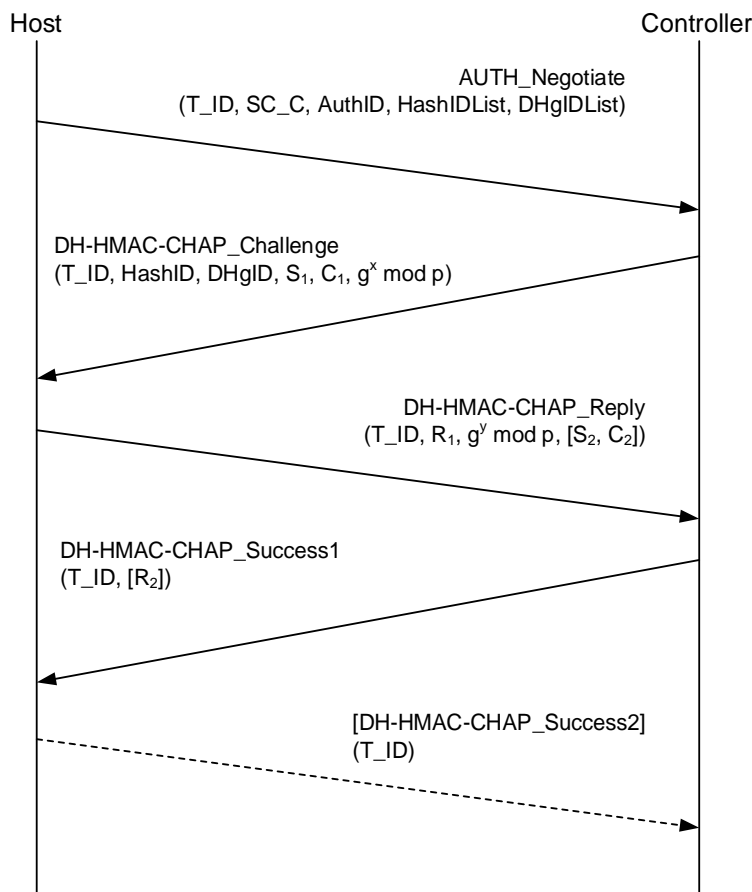 Host
Controller
AUTH_Negotiate
(T_ID, SC_C, AuthID, HashIDList, DHgIDList)
DH-HMAC-CHAP_Challenge
(T_ID, HashID, DHgID, S₁, C₁, gˣ mod p)
DH-HMAC-CHAP_Reply
(T_ID, R₁, gʸ mod p, [S₂, C₂])
DH-HMAC-CHAP_Success1
(T_ID, [R₂])
[DH-HMAC-CHAP_Success2]
(T_ID)